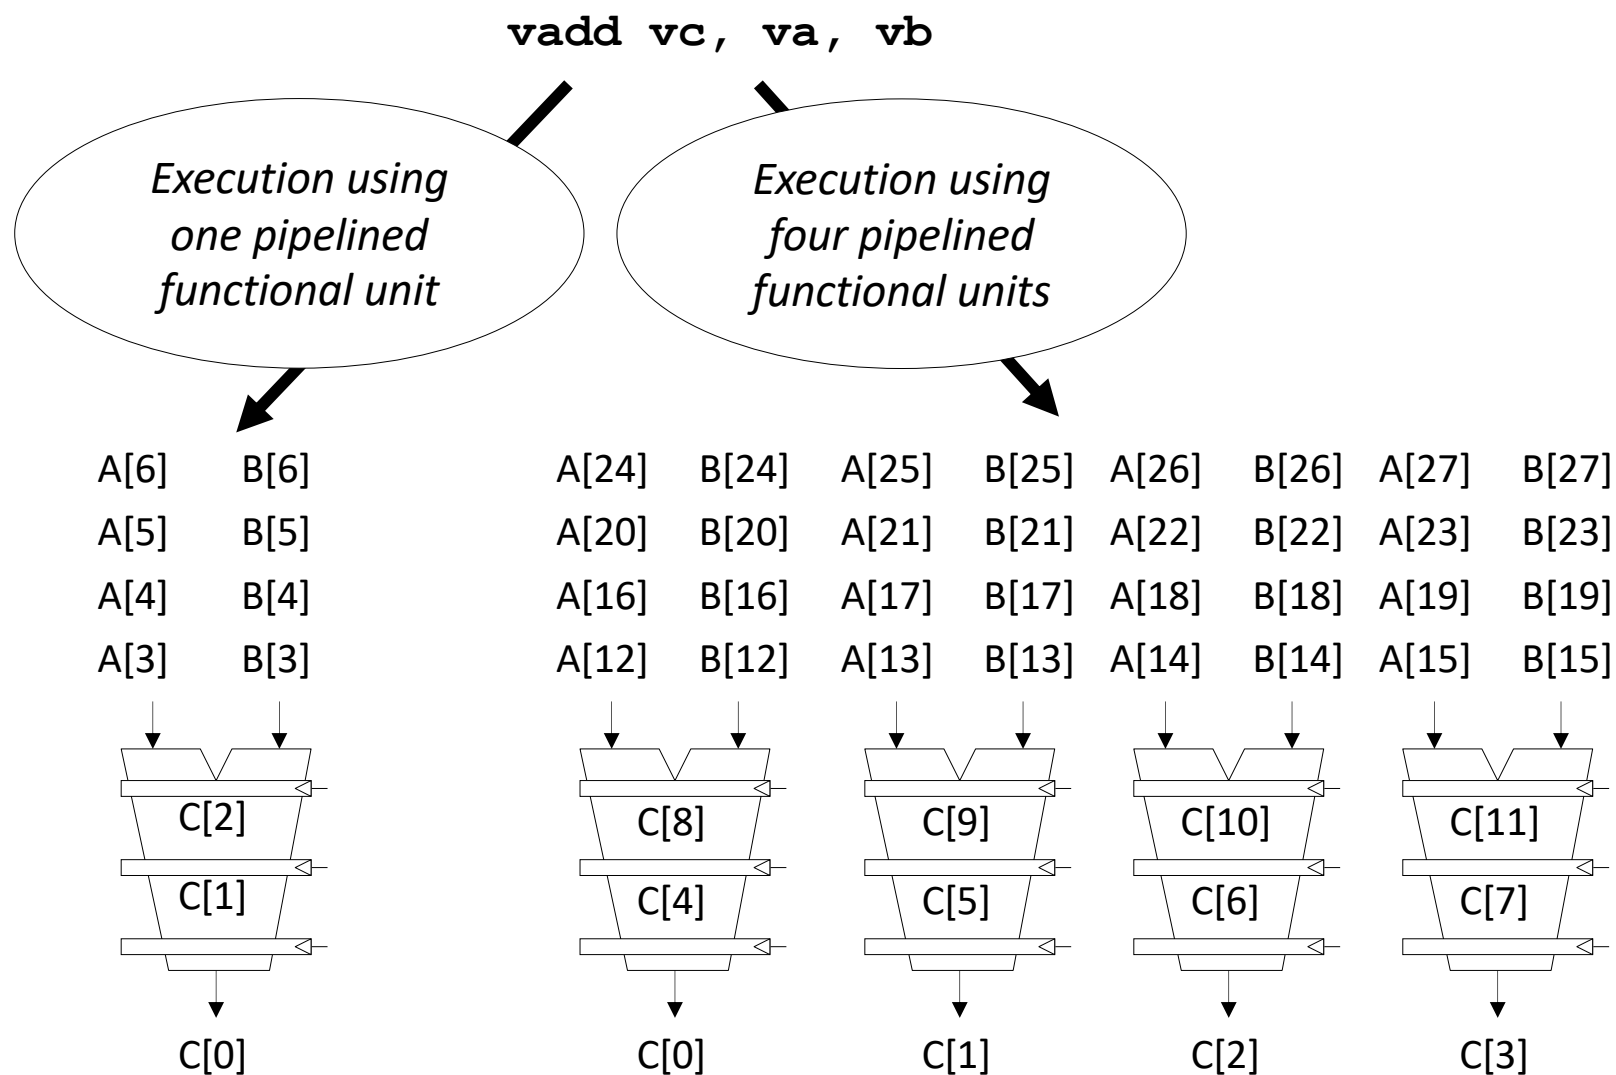 vadd vc, va, vb
Execution using
one pipelined
functional unit
Execution using
four pipelined
functional units
A[6] B[6] A[24] B[24] A[25] B[25] A[26] B[26] A[27] B[27]
A[5] B[5] A[20] B[20] A[21] B[21] A[22] B[22] A[23] B[23]
A[4] B[4] A[16] B[16] A[17] B[17] A[18] B[18] A[19] B[19]
A[3] B[3] A[12] B[12] A[13] B[13] A[14] B[14] A[15] B[15]
C[2] C[8] C[9] C[10] C[11]
C[1] C[4] C[5] C[6] C[7]
C[0] C[0] C[1] C[2] C[3]